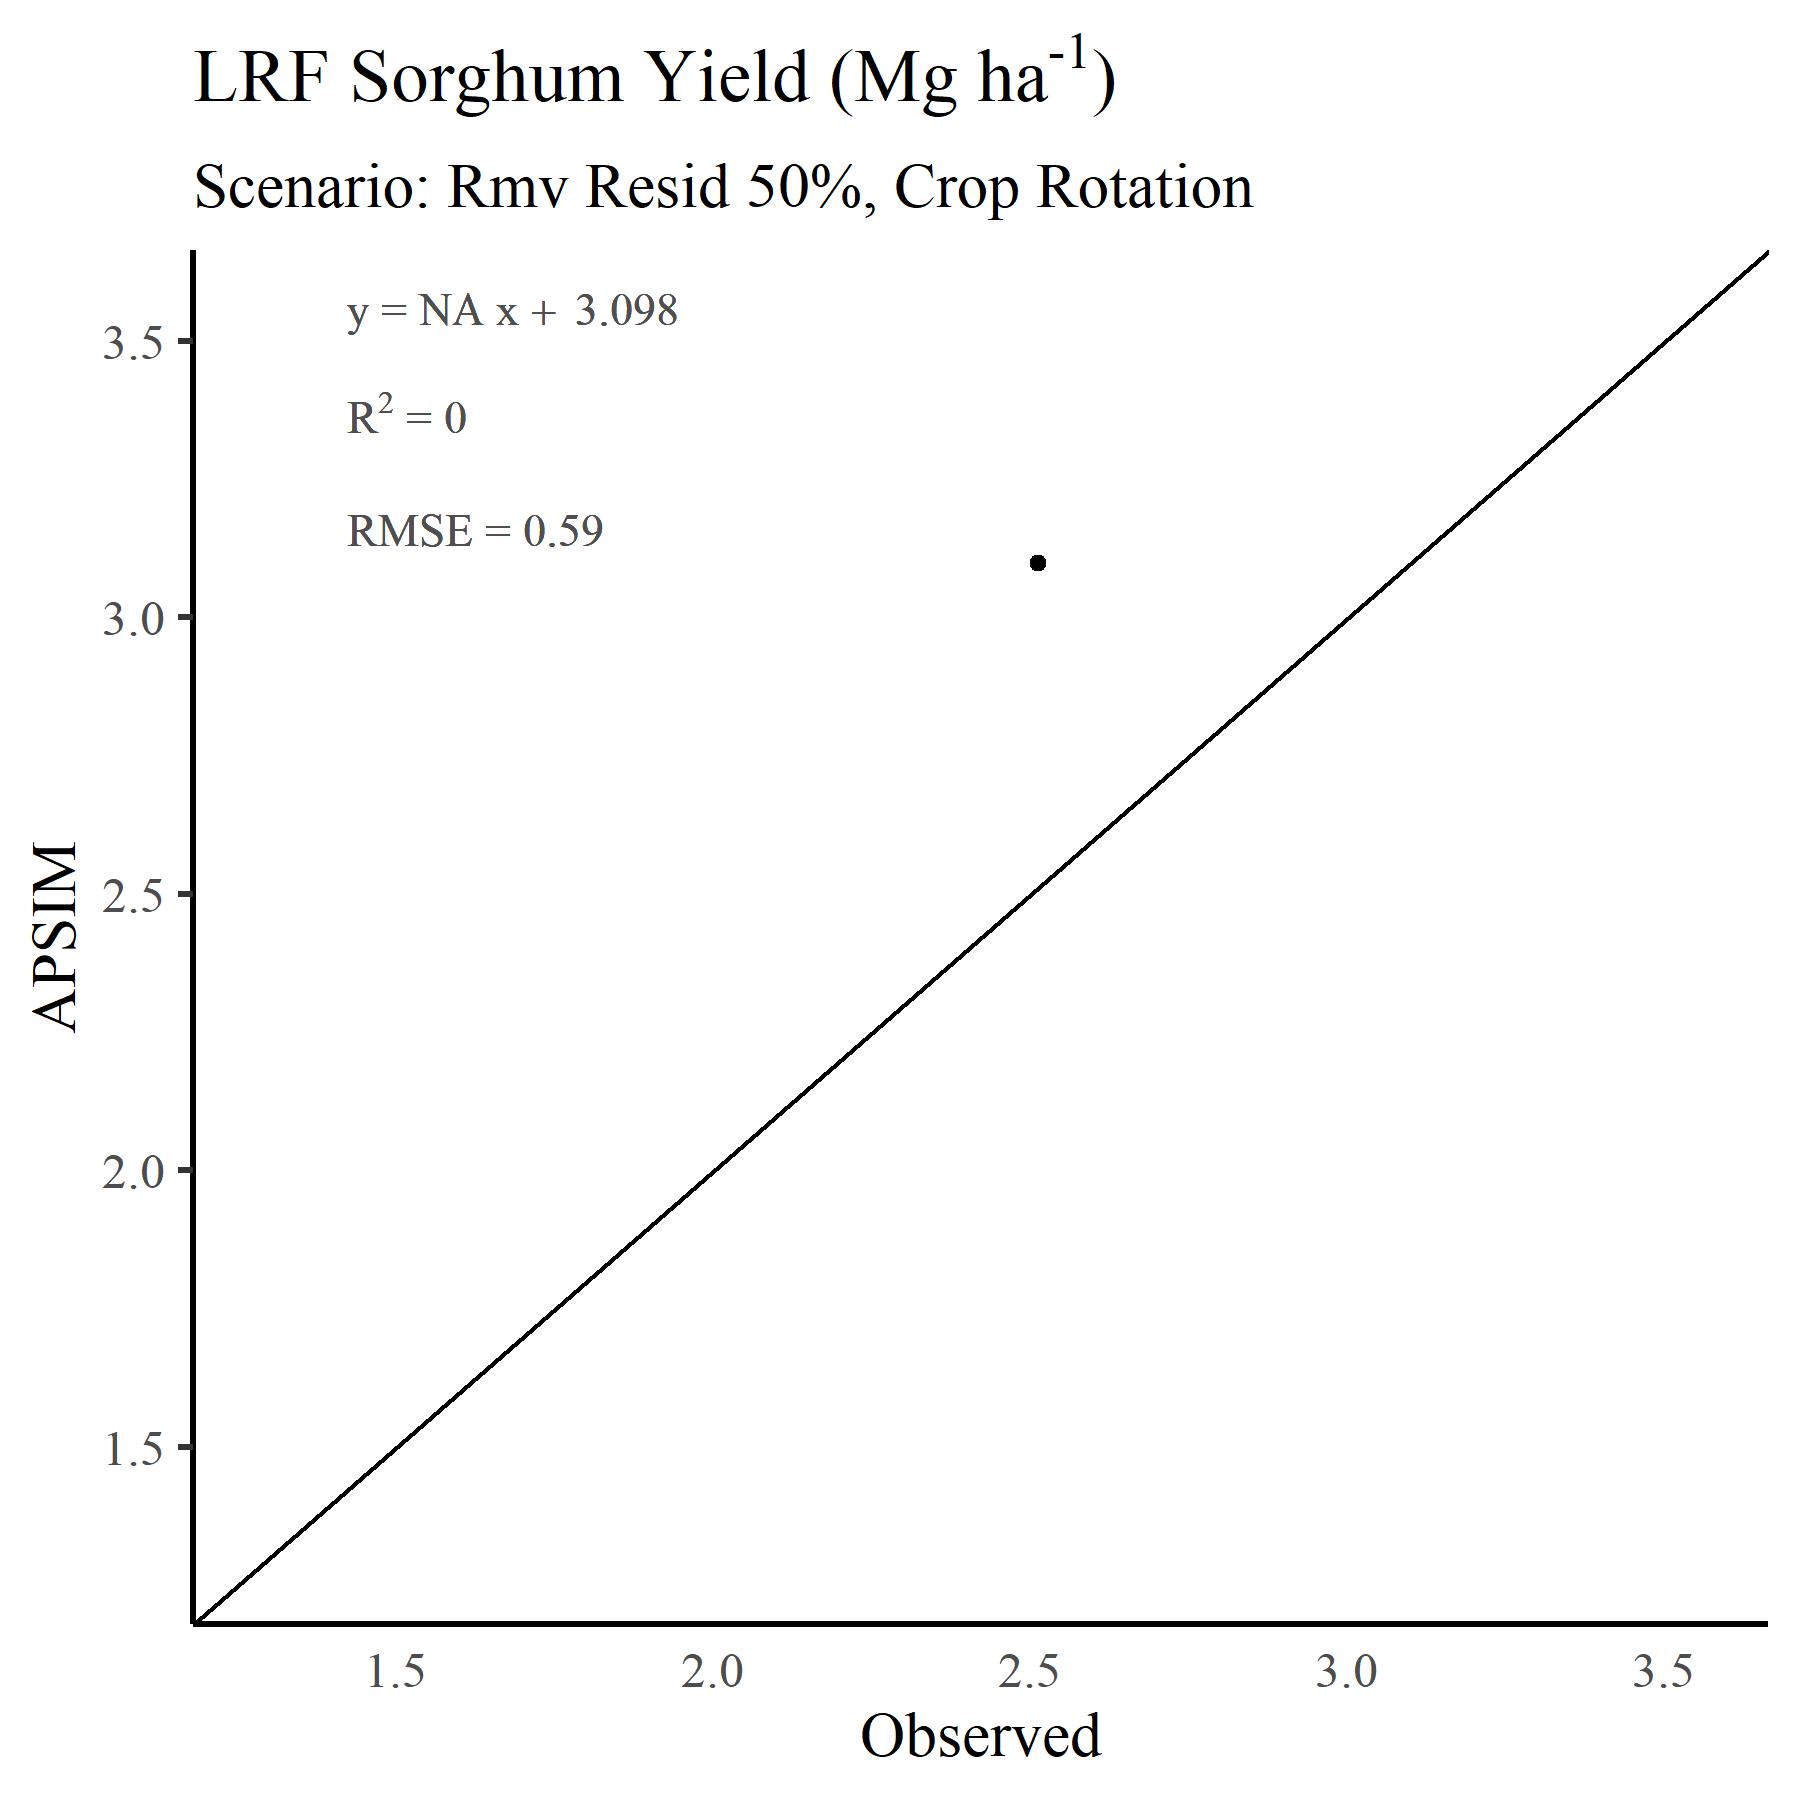 LRF Sorghum Yield (Mg ha⁻¹)
Scenario: Rmv Resid 50%, Crop Rotation
y = NA x + 3.098
R² = 0
RMSE = 0.59
3.5
3.0
2.5
2.0
1.5
APSIM
1.5 2.0 2.5 3.0 3.5
Observed